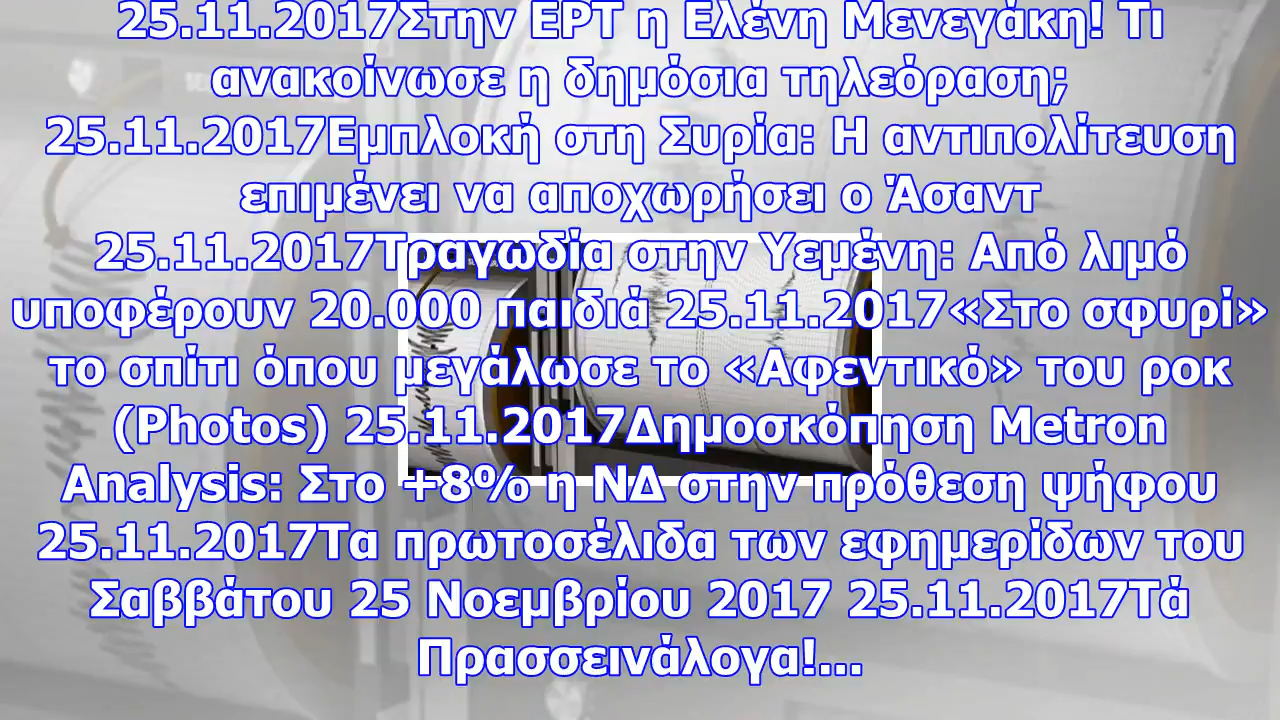 25.11.2017Στην ΕΡΤ η Ελένη Μενεγάκη! Τι
ανακοίνωσε η δημόσια τηλεόραση;
25.11.2017Εμπλοκή στη Συρία: Η αντιπολίτευση
επιμένει να αποχωρήσει ο Άσαντ
25.11.2017Τραγωδία στην Υεμένη: Από λιμό
υποφέρουν 20.000 παιδιά 25.11.2017«Στο σφυρί»
το σπίτι όπου μεγάλωσε το «Αφεντικό» του ροκ
(Photos) 25.11.2017Δημοσκόπηση Metron
Analysis: Στο +8% η ΝΔ στην πρόθεση ψήφου
25.11.2017Τα πρωτοσέλιδα των εφημερίδων του
Σαββάτου 25 Νοεμβρίου 2017 25.11.2017Τά
Πρασσεινάλογα!...